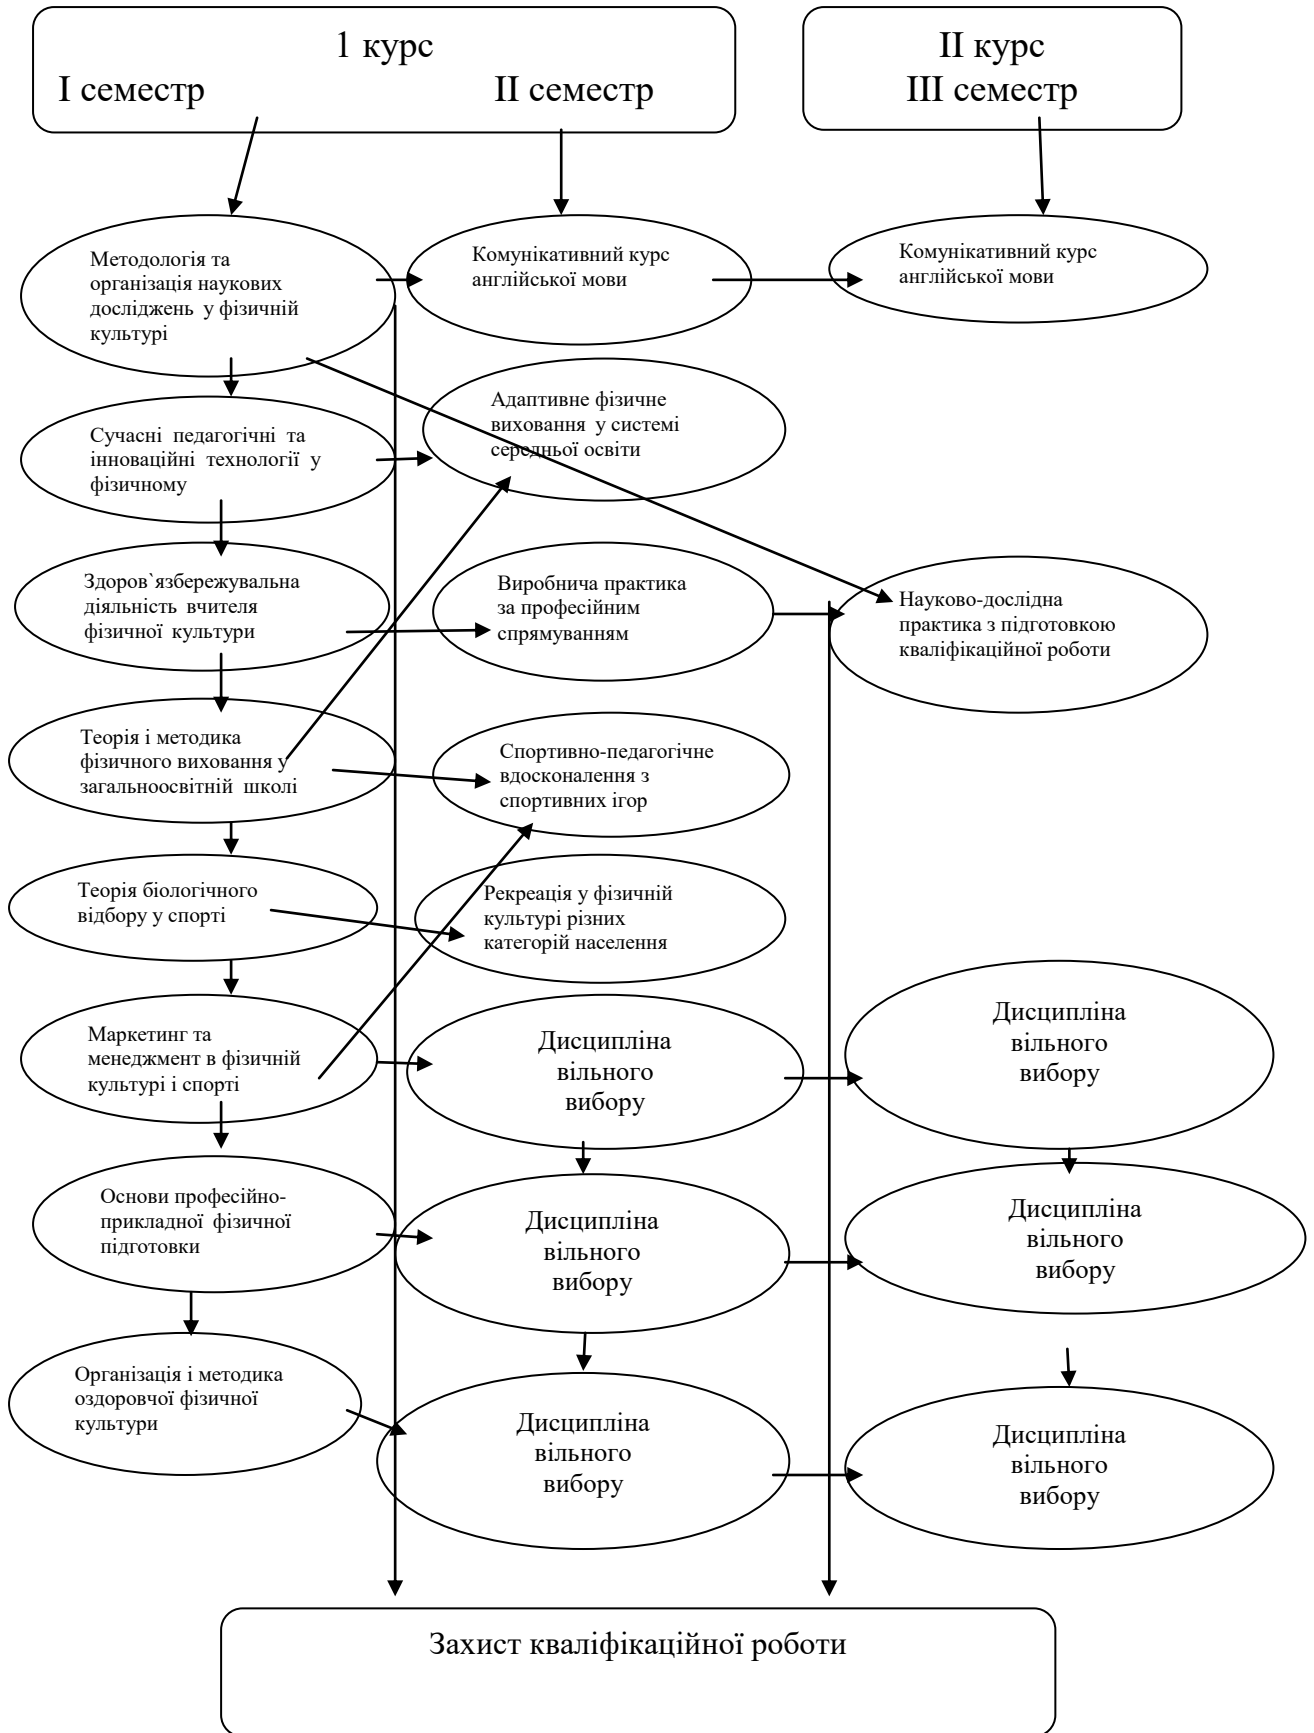 1 курс
І семестр ІІ семестр
ІІ курс
ІІІ семестр
Методологія та
організація наукових
досліджень у фізичній
культурі
Комунікативний курс
англійської мови
Комунікативний курс
англійської мови
Сучасні педагогічні та
інноваційні технології у
фізичному
Адаптивне фізичне
виховання у системі
середньої освіти
Здоров`язбережувальна
діяльність вчителя
фізичної культури
Виробнича практика
за професійним
спрямуванням
Науково-дослідна
практика з підготовкою
кваліфікаційної роботи
Теорія і методика
фізичного виховання у
загальноосвітній школі
Спортивно-педагогічне
вдосконалення з
спортивних ігор
Теорія біологічного
відбору у спорті
Рекреація у фізичній
культурі різних
категорій населення
Маркетинг та
менеджмент в фізичній
культурі і спорті
Дисципліна
вільного
вибору
Дисципліна
вільного
вибору
Основи професійно-
прикладної фізичної
підготовки
Дисципліна
вільного
вибору
Дисципліна
вільного
вибору
Організація і методика
оздоровчої фізичної
культури
Дисципліна
вільного
вибору
Дисципліна
вільного
вибору
Захист кваліфікаційної роботи